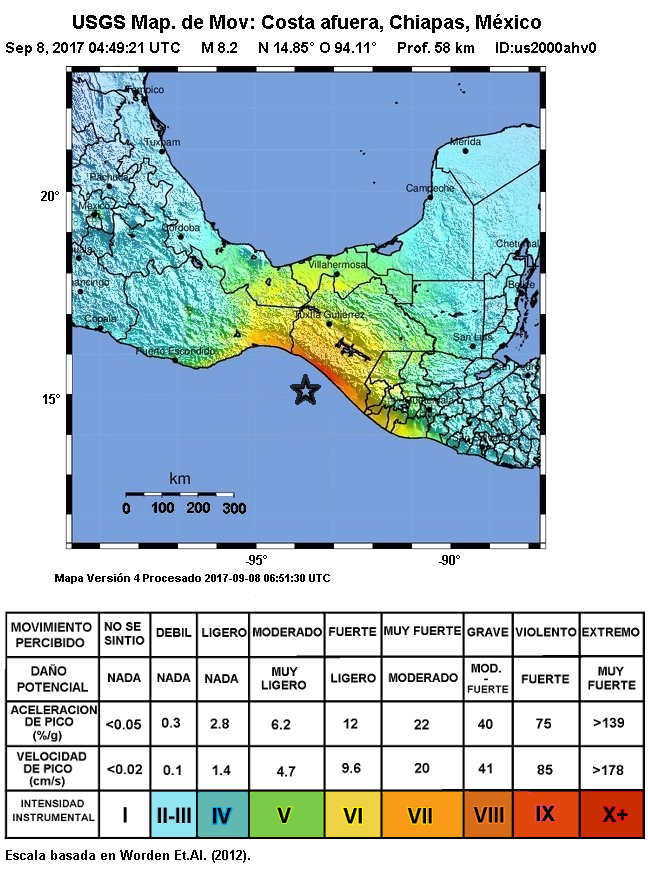 USGS Map. de Mov: Costa afuera, Chiapas, México
Sep 8, 2017 04:49:21 UTC M 8.2 N 14.85° O 94.11° Prof. 58 km ID:us2000ahv0
Tampico
Tuxpam
Mérida
Pachuca
20°
Campeche
México
Córdoba
Chetumal
Villahermosa
Belize
Tuxtla Gutiérrez
Copala
San Luis
Puerto Escondido
San Pedro
15°
km
0 100 200 300
-95° -90°
Mapa Versión 4 Procesado 2017-09-08 06:51:30 UTC
MOVIMIENTO PERCIBIDO NO SE SINTIO DEBIL LIGERO MODERADO FUERTE MUY FUERTE GRAVE VIOLENTO EXTREMO
DAÑO POTENCIAL NADA NADA NADA MUY LIGERO LIGERO MODERADO MOD. - FUERTE FUERTE MUY FUERTE
ACELERACION DE PICO (%/g) <0.05 0.3 2.8 6.2 12 22 40 75 >139
VELOCIDAD DE PICO (cm/s) <0.02 0.1 1.4 4.7 9.6 20 41 85 >178
INTENSIDAD INSTRUMENTAL I II-III IV V VI VII VIII IX X+
Escala basada en Worden Et.Al. (2012).